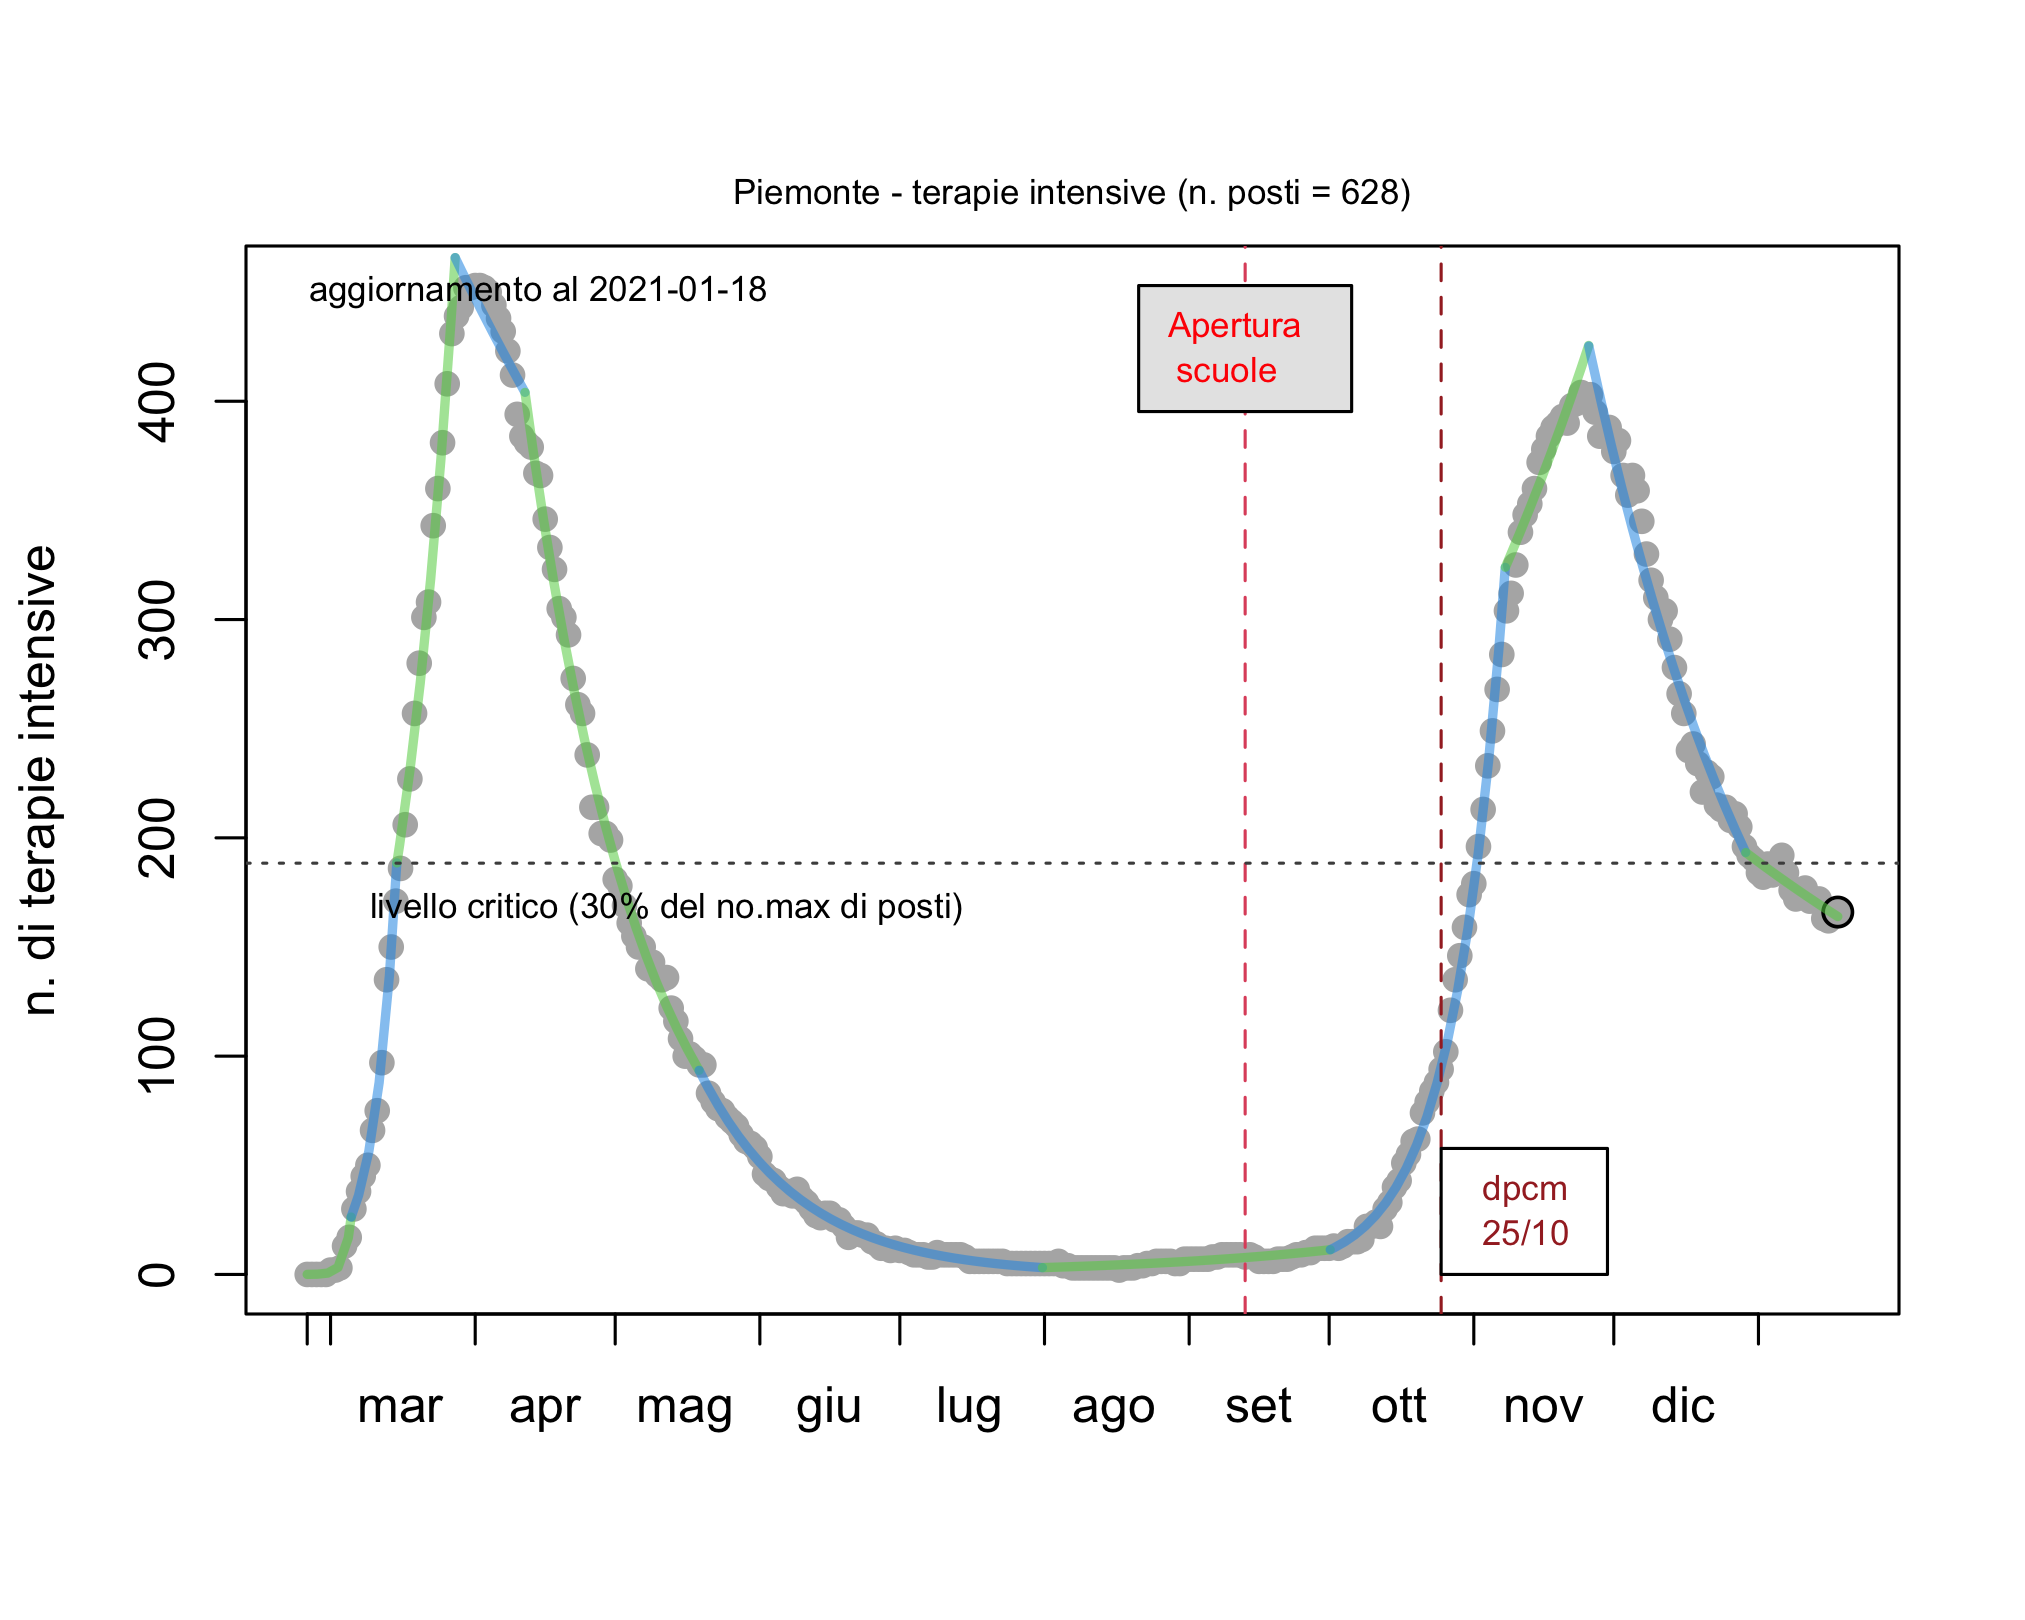 Piemonte - terapie intensive (n. posti = 628)
aggiornamento al 2021-01-18
Apertura
scuole
n. di terapie intensive
400
300
200
100
0
livello critico (30% del no.max di posti)
dpcm
25/10
mar apr mag giu lug ago set ott nov dic